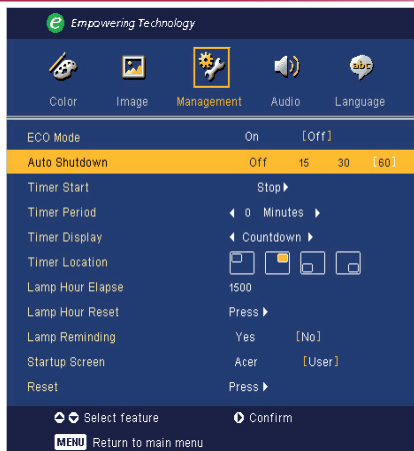 e Empowering Technology
Color Image Management Audio abc Language
ECO Mode On [Off]
Auto Shutdown Off 15 30 [60]
Timer Start Stop
Timer Period 0 Minutes
Timer Display Countdown
Timer Location
Lamp Hour Elapse 1500
Lamp Hour Reset Press
Lamp Reminding Yes [No]
Startup Screen Acer [User]
Reset Press
Select feature Confirm
MENU Return to main menu